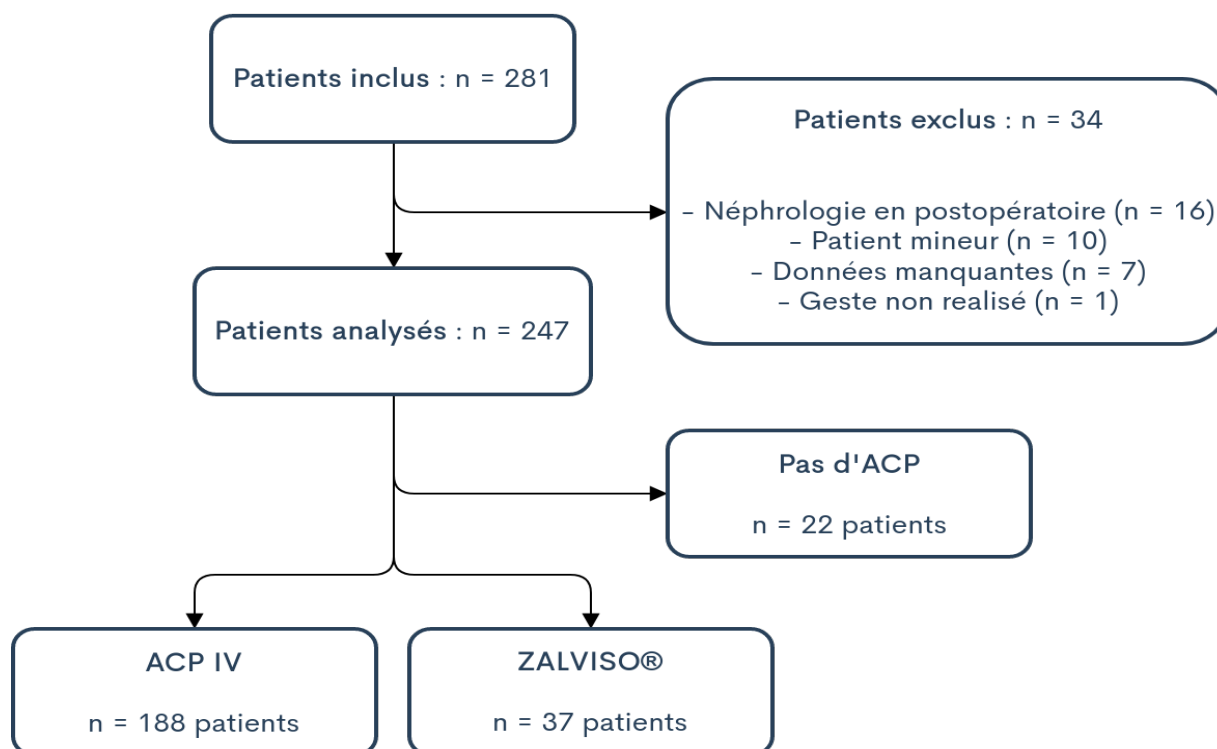 Patients inclus : n = 281
Patients exclus : n = 34
- Néphrologie en postopératoire (n = 16)
- Patient mineur (n = 10)
- Données manquantes (n = 7)
- Geste non realisé (n = 1)
Patients analysés : n = 247
Pas d'ACP
n = 22 patients
ACP IV
n = 188 patients
ZALVISO®
n = 37 patients